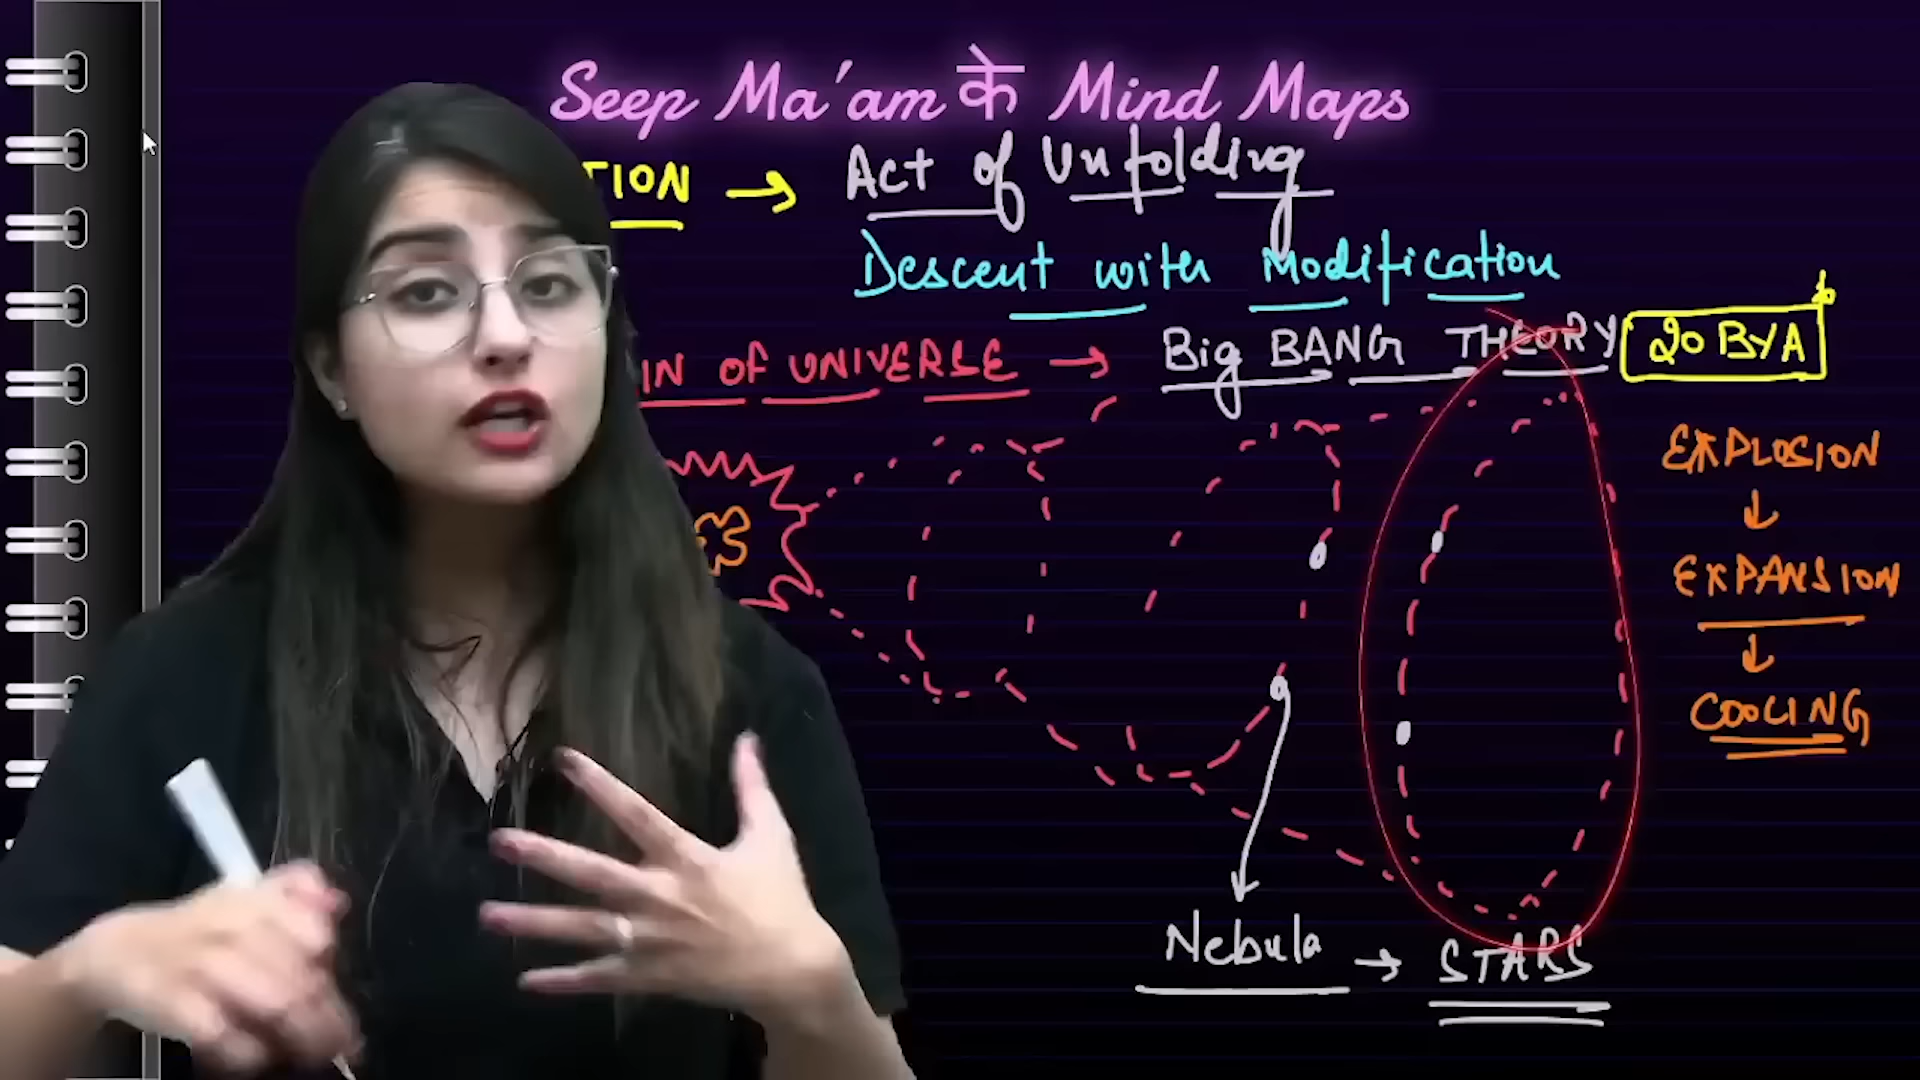 Seep Ma'am के Mind Maps
TION → Act of Unfolding
Descent with Modification
IN OF UNIVERSE → Big BANG THEORY 20 BYA
EXPLOSION
↓
EXPANSION
↓
COOLING
Nebula → STARS